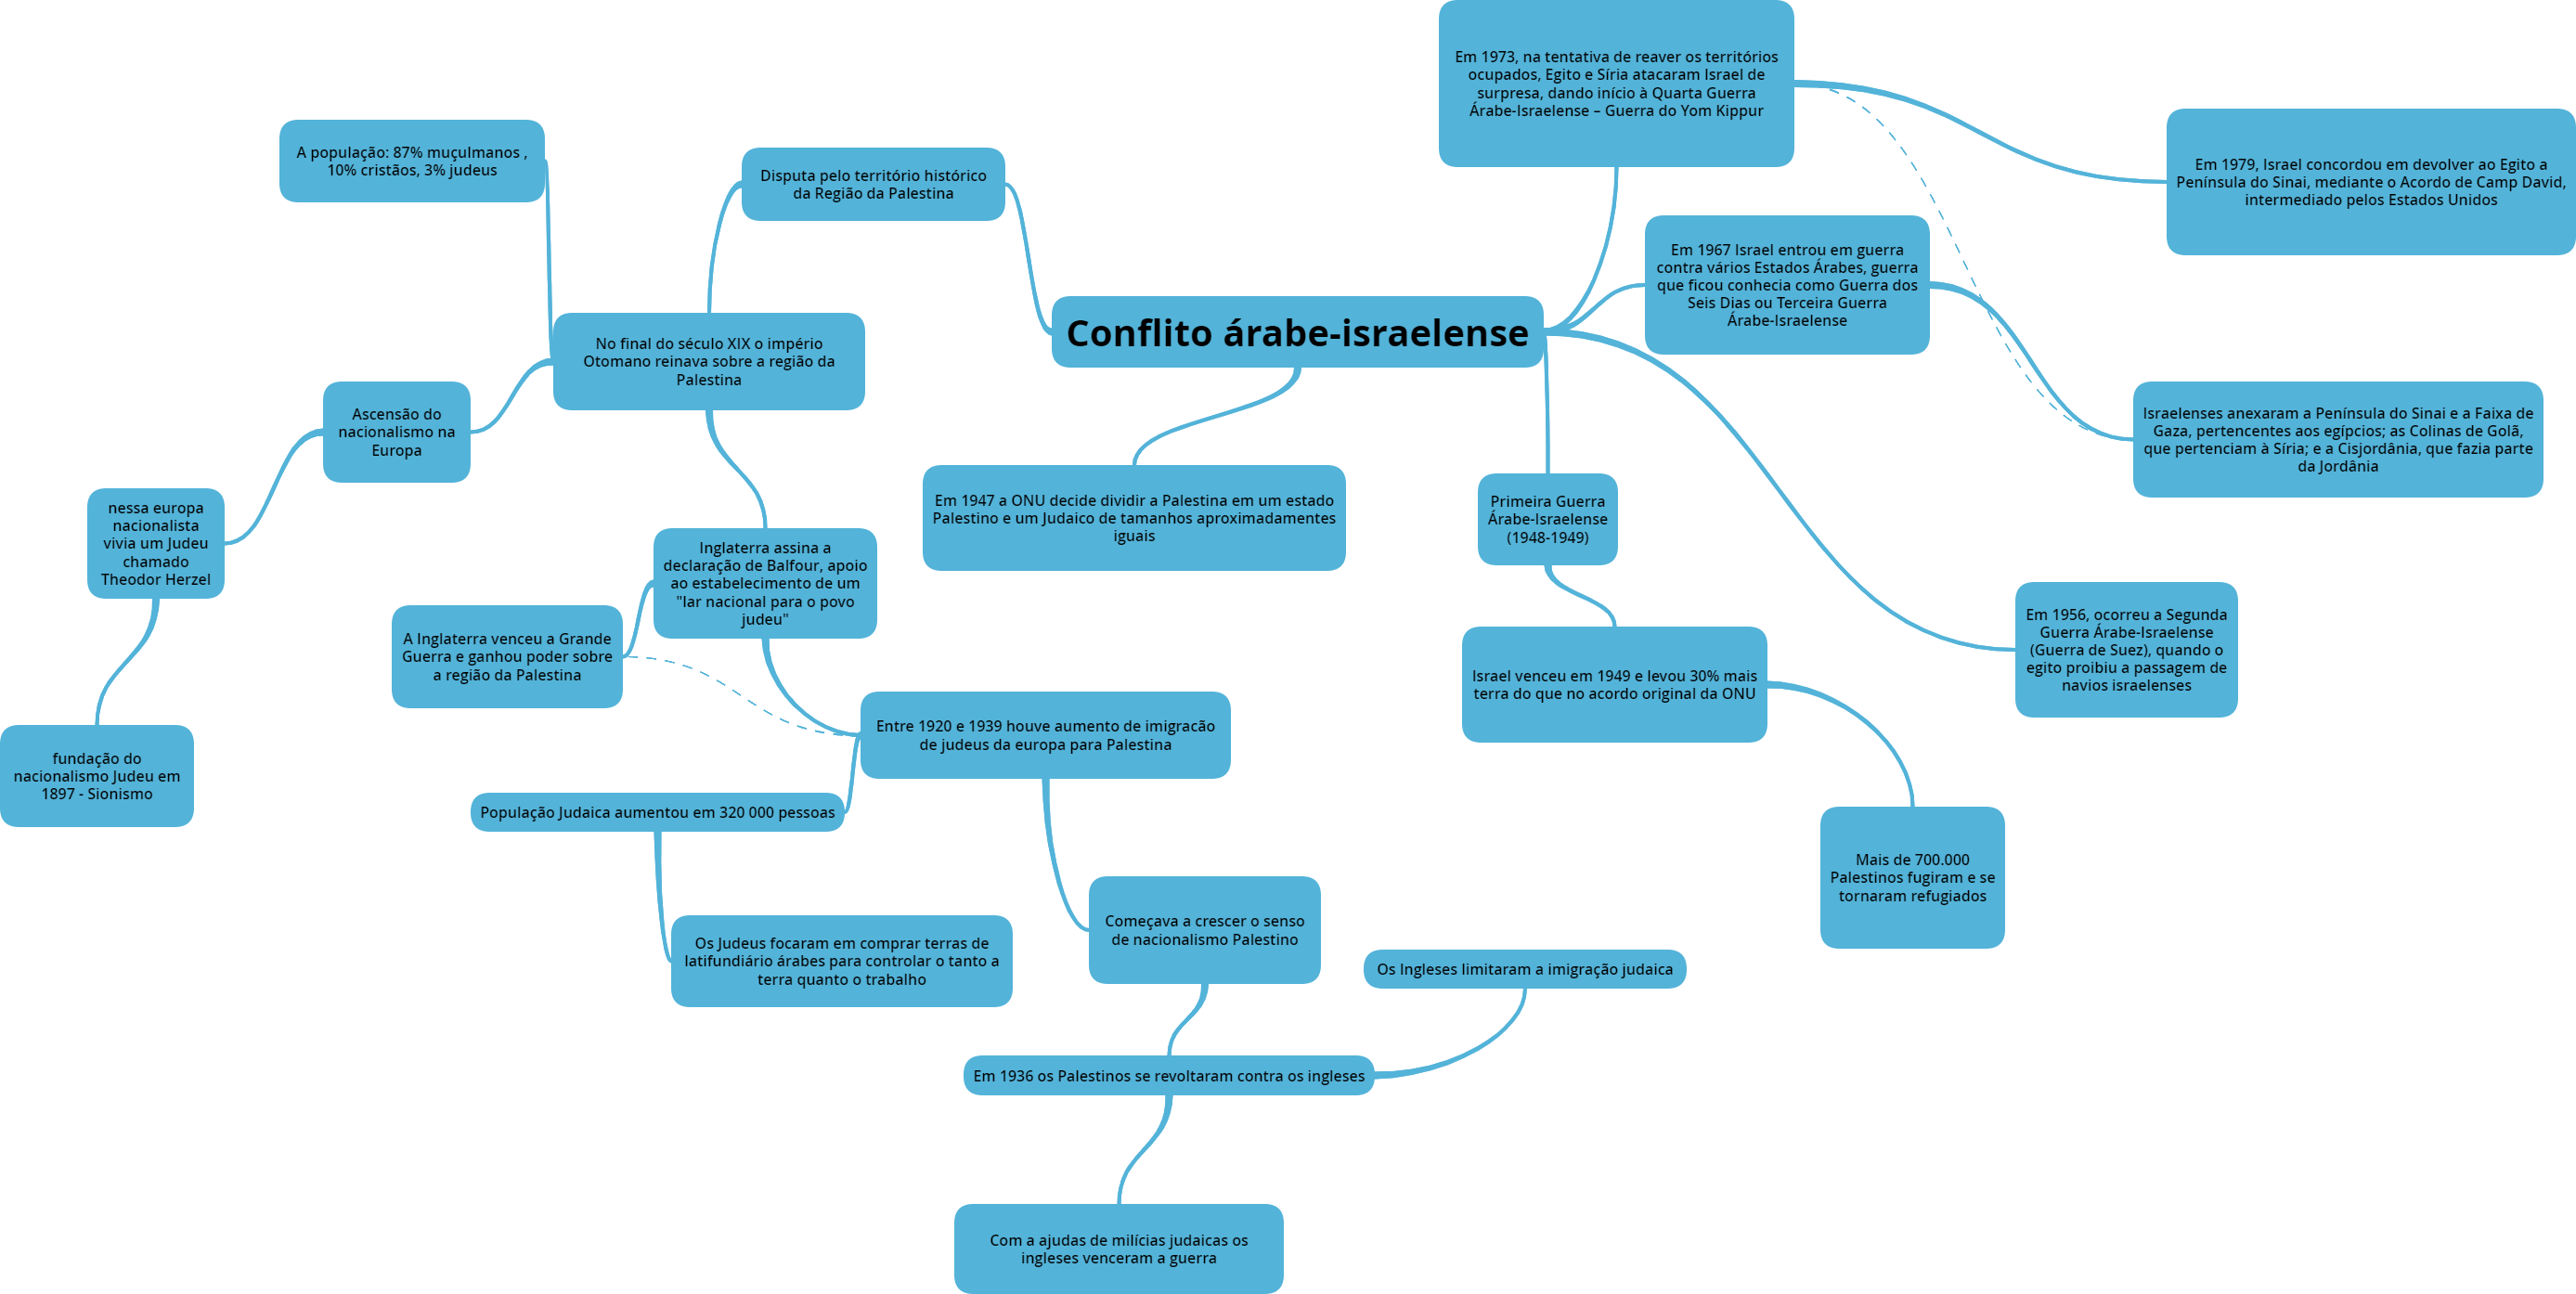 Em 1973, na tentativa de reaver os territórios
ocupados, Egito e Síria atacaram Israel de
surpresa, dando início à Quarta Guerra
Árabe-Israelense – Guerra do Yom Kippur
A população: 87% muçulmanos ,
10% cristãos, 3% judeus
Disputa pelo território histórico
da Região da Palestina
Em 1979, Israel concordou em devolver ao Egito a
Península do Sinai, mediante o Acordo de Camp David,
intermediado pelos Estados Unidos
Em 1967 Israel entrou em guerra
contra vários Estados Árabes, guerra
que ficou conhecia como Guerra dos
Seis Dias ou Terceira Guerra
Árabe-Israelense
Conflito árabe-israelense
No final do século XIX o império
Otomano reinava sobre a região da
Palestina
Ascensão do
nacionalismo na
Europa
Israelenses anexaram a Península do Sinai e a Faixa de
Gaza, pertencentes aos egípcios; as Colinas de Golã,
que pertenciam à Síria; e a Cisjordânia, que fazia parte
da Jordânia
nessa europa
nacionalista
vivia um Judeu
chamado
Theodor Herzel
Em 1947 a ONU decide dividir a Palestina em um estado
Palestino e um Judaico de tamanhos aproximadamentes
iguais
Primeira Guerra
Árabe-Israelense
(1948-1949)
Inglaterra assina a
declaração de Balfour, apoio
ao estabelecimento de um
"lar nacional para o povo
judeu"
A Inglaterra venceu a Grande
Guerra e ganhou poder sobre
a região da Palestina
Em 1956, ocorreu a Segunda
Guerra Árabe-Israelense
(Guerra de Suez), quando o
egito proibiu a passagem de
navios israelenses
Israel venceu em 1949 e levou 30% mais
terra do que no acordo original da ONU
Entre 1920 e 1939 houve aumento de imigracão
de judeus da europa para Palestina
fundação do
nacionalismo Judeu em
1897 - Sionismo
População Judaica aumentou em 320 000 pessoas
Mais de 700.000
Palestinos fugiram e se
tornaram refugiados
Começava a crescer o senso
de nacionalismo Palestino
Os Judeus focaram em comprar terras de
latifundiário árabes para controlar o tanto a
terra quanto o trabalho
Os Ingleses limitaram a imigração judaica
Em 1936 os Palestinos se revoltaram contra os ingleses
Com a ajudas de milícias judaicas os
ingleses venceram a guerra